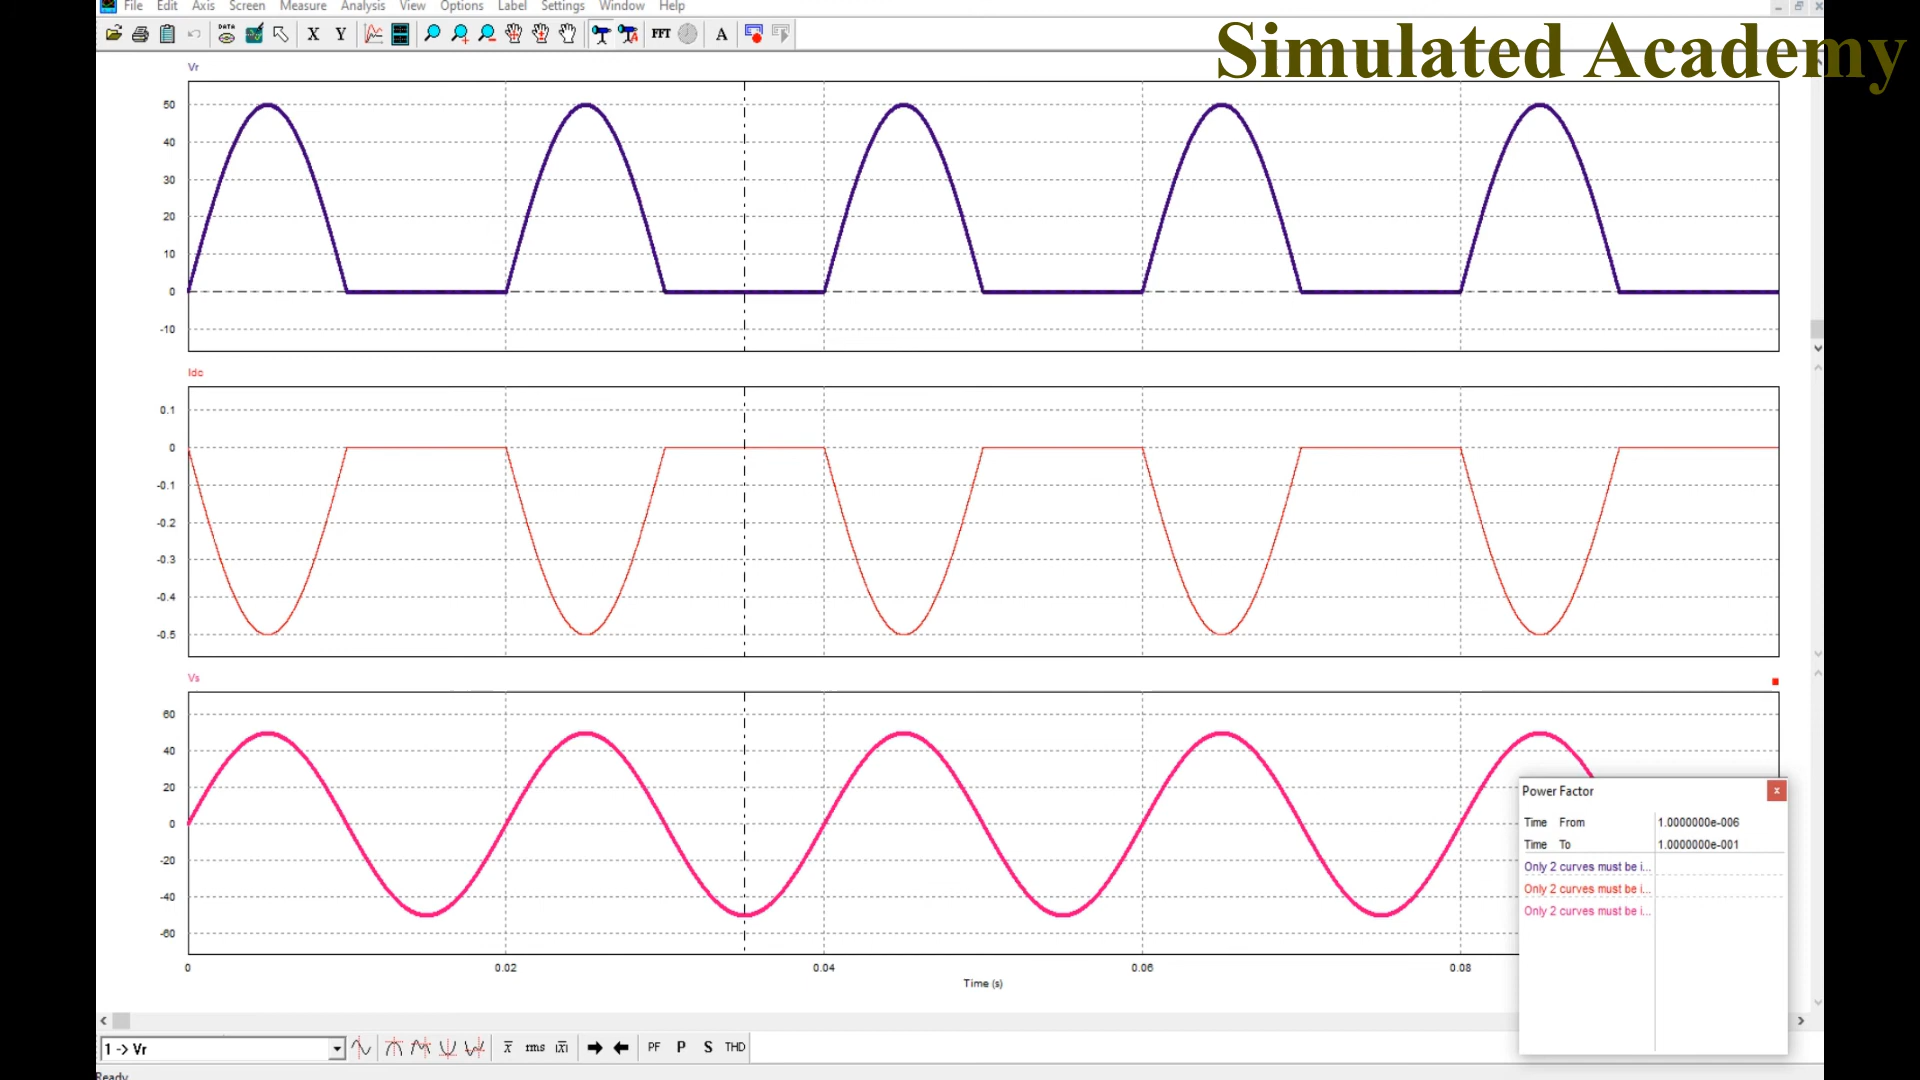 File Edit Axis Screen Measure Analysis View Options Label Settings Window Help
X Y FFT A
DATA
Simulated Academy
Vr
50
40
30
20
10
0
-10
Idc
0.1
0
-0.1
-0.2
-0.3
-0.4
-0.5
Vs
60
40
20
0
-20
-40
-60
0 0.02 0.04 0.06 0.08
Time (s)
Power Factor x
Time From 1.0000000e-006
Time To 1.0000000e-001
Only 2 curves must be i...
Only 2 curves must be i...
Only 2 curves must be i...
1 -> Vr
x rms |x| PF P S THD
Ready